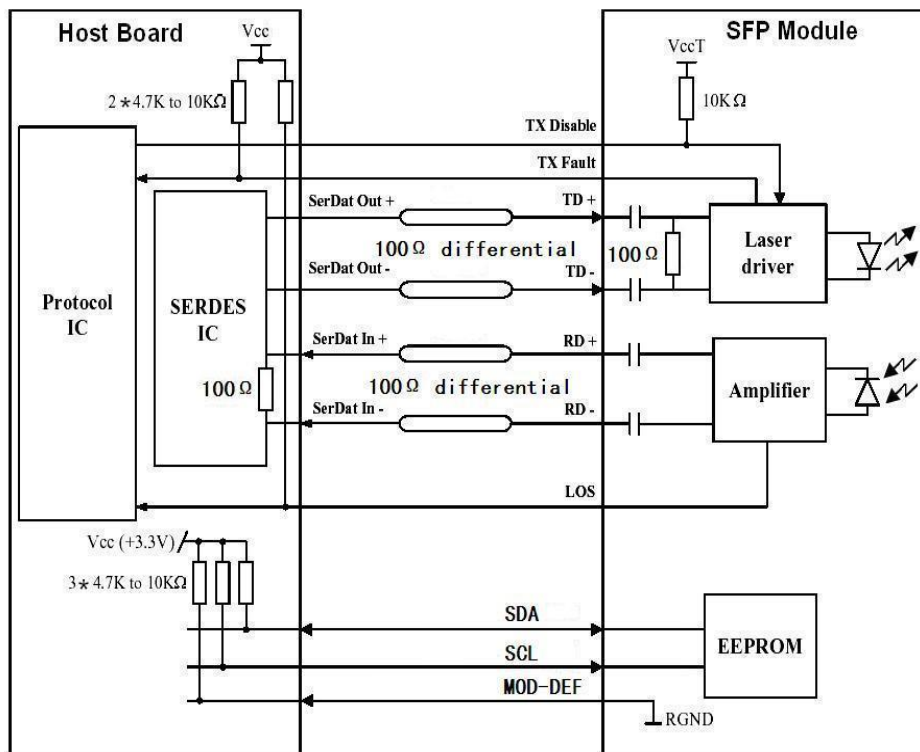 Host Board
SFP Module
Vcc
VccT
2*4.7K to 10KΩ
10KΩ
TX Disable
TX Fault
SerDat Out +
TD +
100Ω differential
100Ω
SerDat Out -
TD -
Laser
driver
Protocol
IC
SERDES
IC
SerDat In +
RD +
100Ω
100Ω differential
Amplifier
SerDat In -
RD -
LOS
Vcc (+3.3V)
3*4.7K to 10KΩ
SDA
SCL
EEPROM
MOD-DEF
RGND